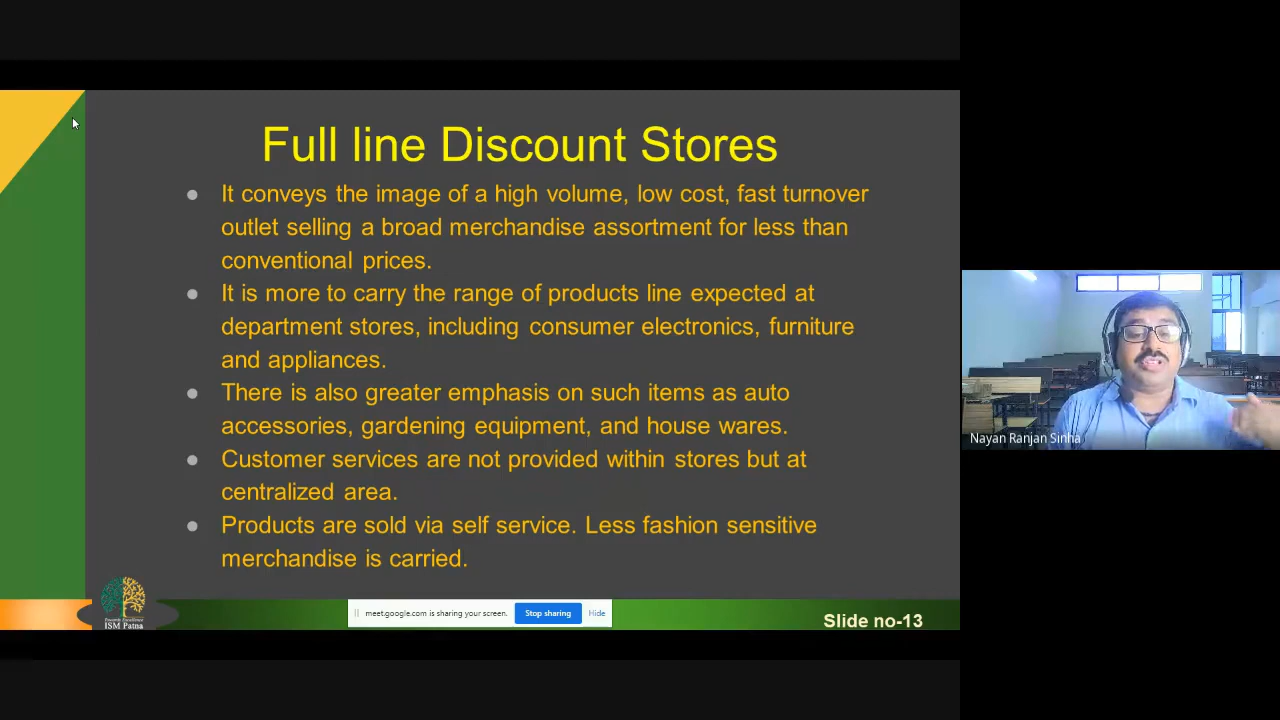 Full line Discount Stores
● It conveys the image of a high volume, low cost, fast turnover
outlet selling a broad merchandise assortment for less than
conventional prices.
● It is more to carry the range of products line expected at
department stores, including consumer electronics, furniture
and appliances.
● There is also greater emphasis on such items as auto
accessories, gardening equipment, and house wares.
● Customer services are not provided within stores but at
centralized area.
● Products are sold via self service. Less fashion sensitive
merchandise is carried.
Nayan Ranjan Sinha
Towards Excellence
ISM Patna
meet.google.com is sharing your screen. Stop sharing Hide
Slide no-13